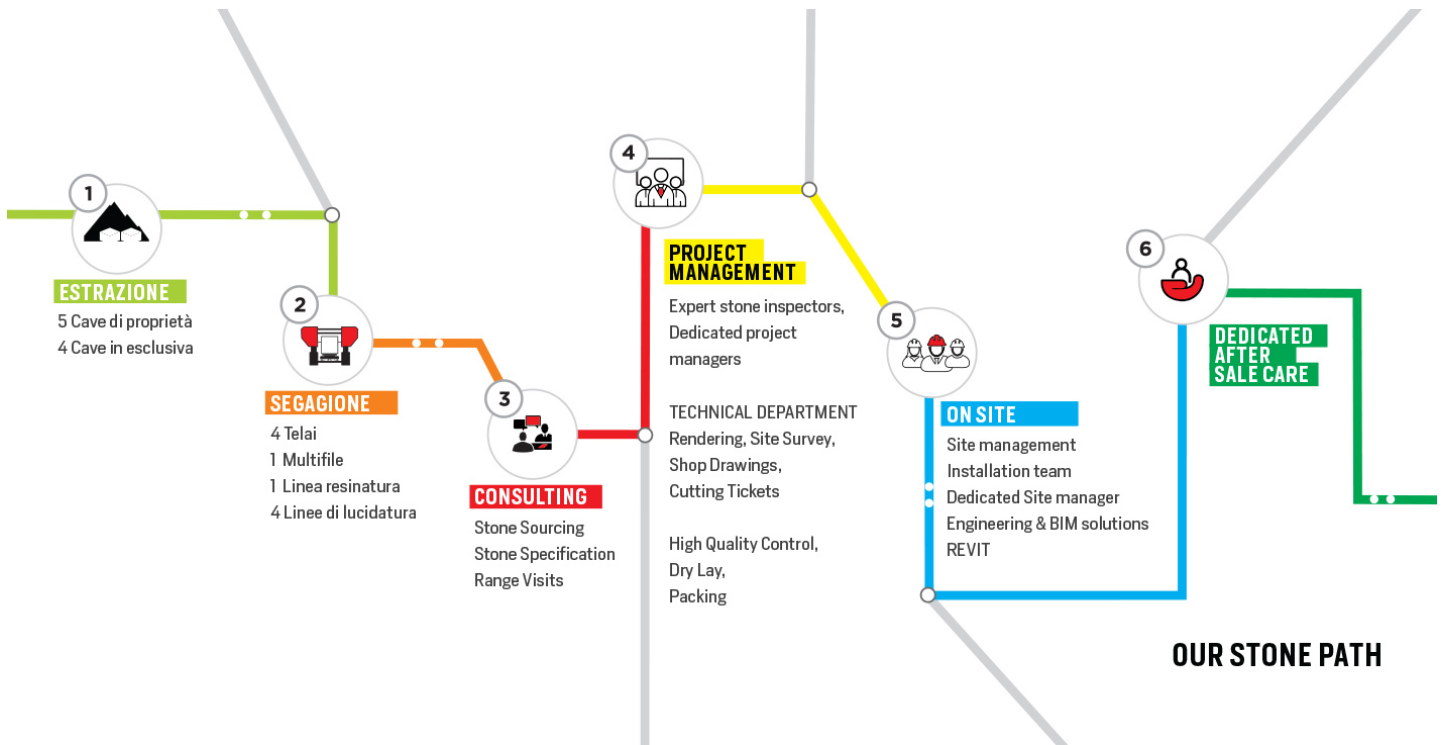 1
ESTRAZIONE
5 Cave di proprietà
4 Cave in esclusiva
2
SEGAGIONE
4 Telai
1 Multifile
1 Linea resinatura
4 Linee di lucidatura
3
CONSULTING
Stone Sourcing
Stone Specification
Range Visits
4
PROJECT
MANAGEMENT
Expert stone inspectors,
Dedicated project
managers
TECHNICAL DEPARTMENT
Rendering, Site Survey,
Shop Drawings,
Cutting Tickets
High Quality Control,
Dry Lay,
Packing
5
ON SITE
Site management
Installation team
Dedicated Site manager
Engineering & BIM solutions
REVIT
6
DEDICATED
AFTER
SALE CARE
OUR STONE PATH